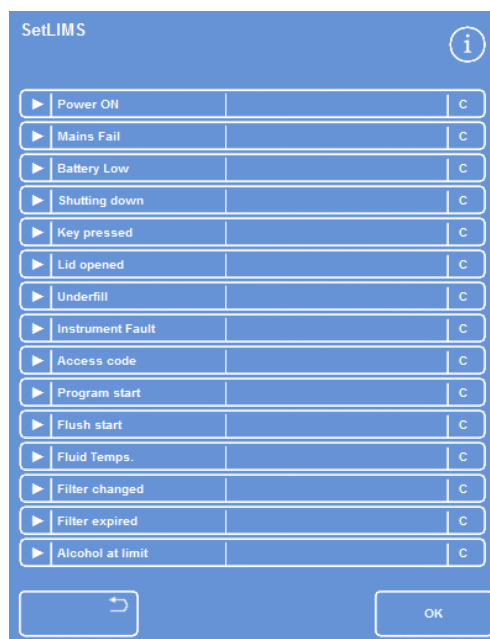 SetLIMS
i
Power ON C
Mains Fail C
Battery Low C
Shutting down C
Key pressed C
Lid opened C
Underfill C
Instrument Fault C
Access code C
Program start C
Flush start C
Fluid Temps. C
Filter changed C
Filter expired C
Alcohol at limit C
OK